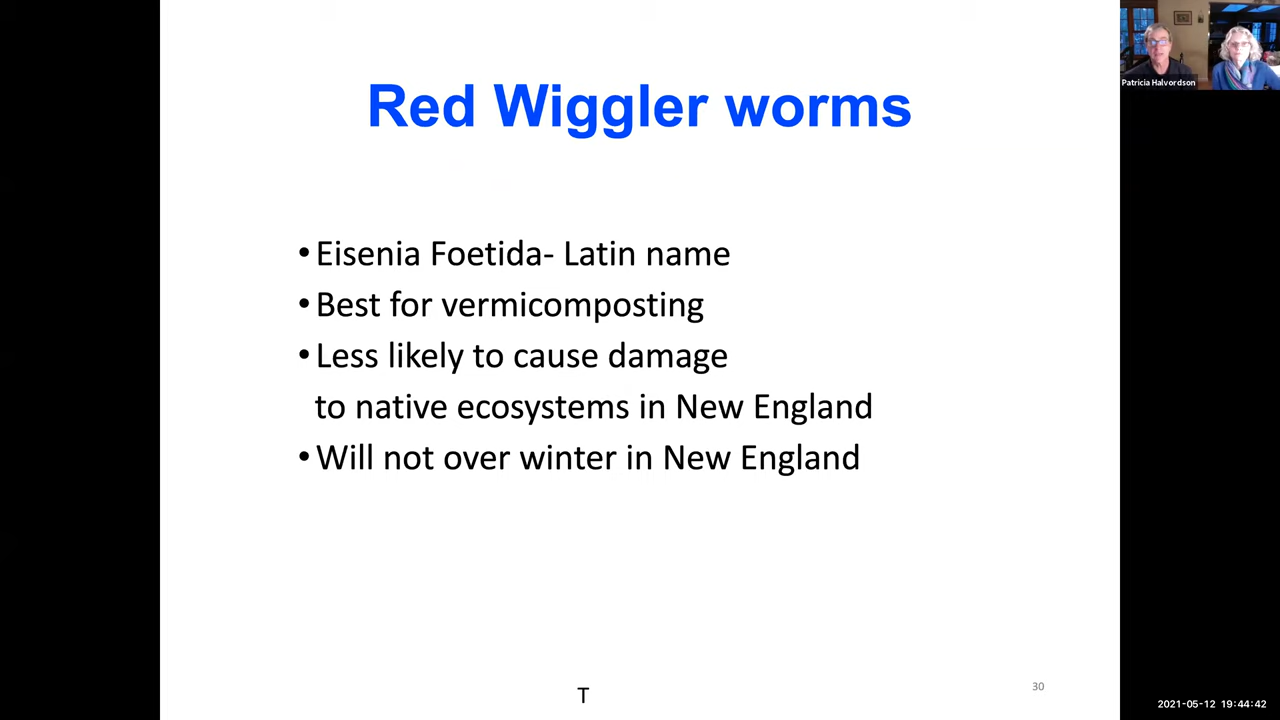 Red Wiggler worms
•Eisenia Foetida- Latin name
•Best for vermicomposting
•Less likely to cause damage
to native ecosystems in New England
•Will not over winter in New England
T
30
Patricia Halvordson
2021-05-12 19:44:42